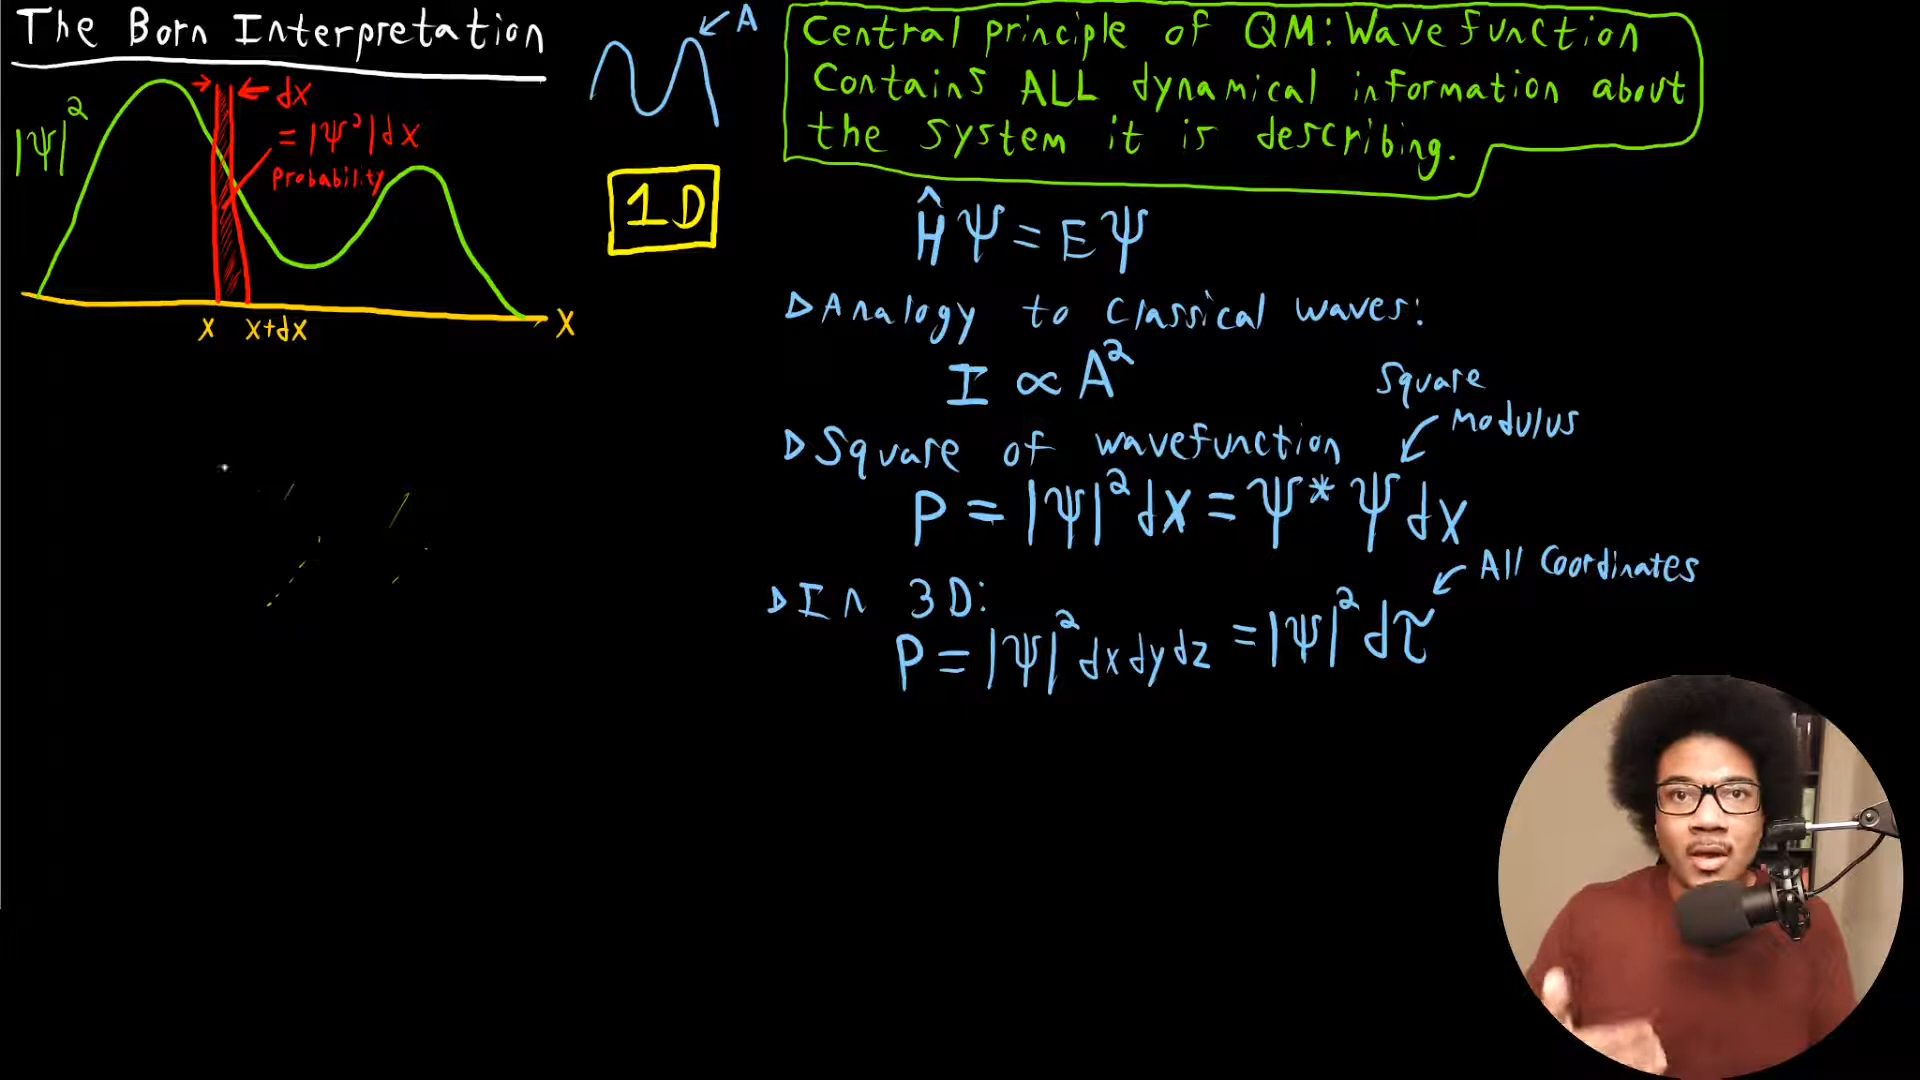 The Born Interpretation
|Ψ|²
dx
= |Ψ²|dx
Probability
x
x+dx
x
A
1D
Central principle of QM: Wavefunction
Contains ALL dynamical information about
the system it is describing.
ĤΨ = EΨ
▷Analogy to Classical waves:
I ∝ A²
▷Square of wavefunction
Square
Modulus
P = |Ψ|²dx = Ψ*Ψdx
▷In 3D:
All Coordinates
P = |Ψ|²dxdydz = |Ψ|²dτ